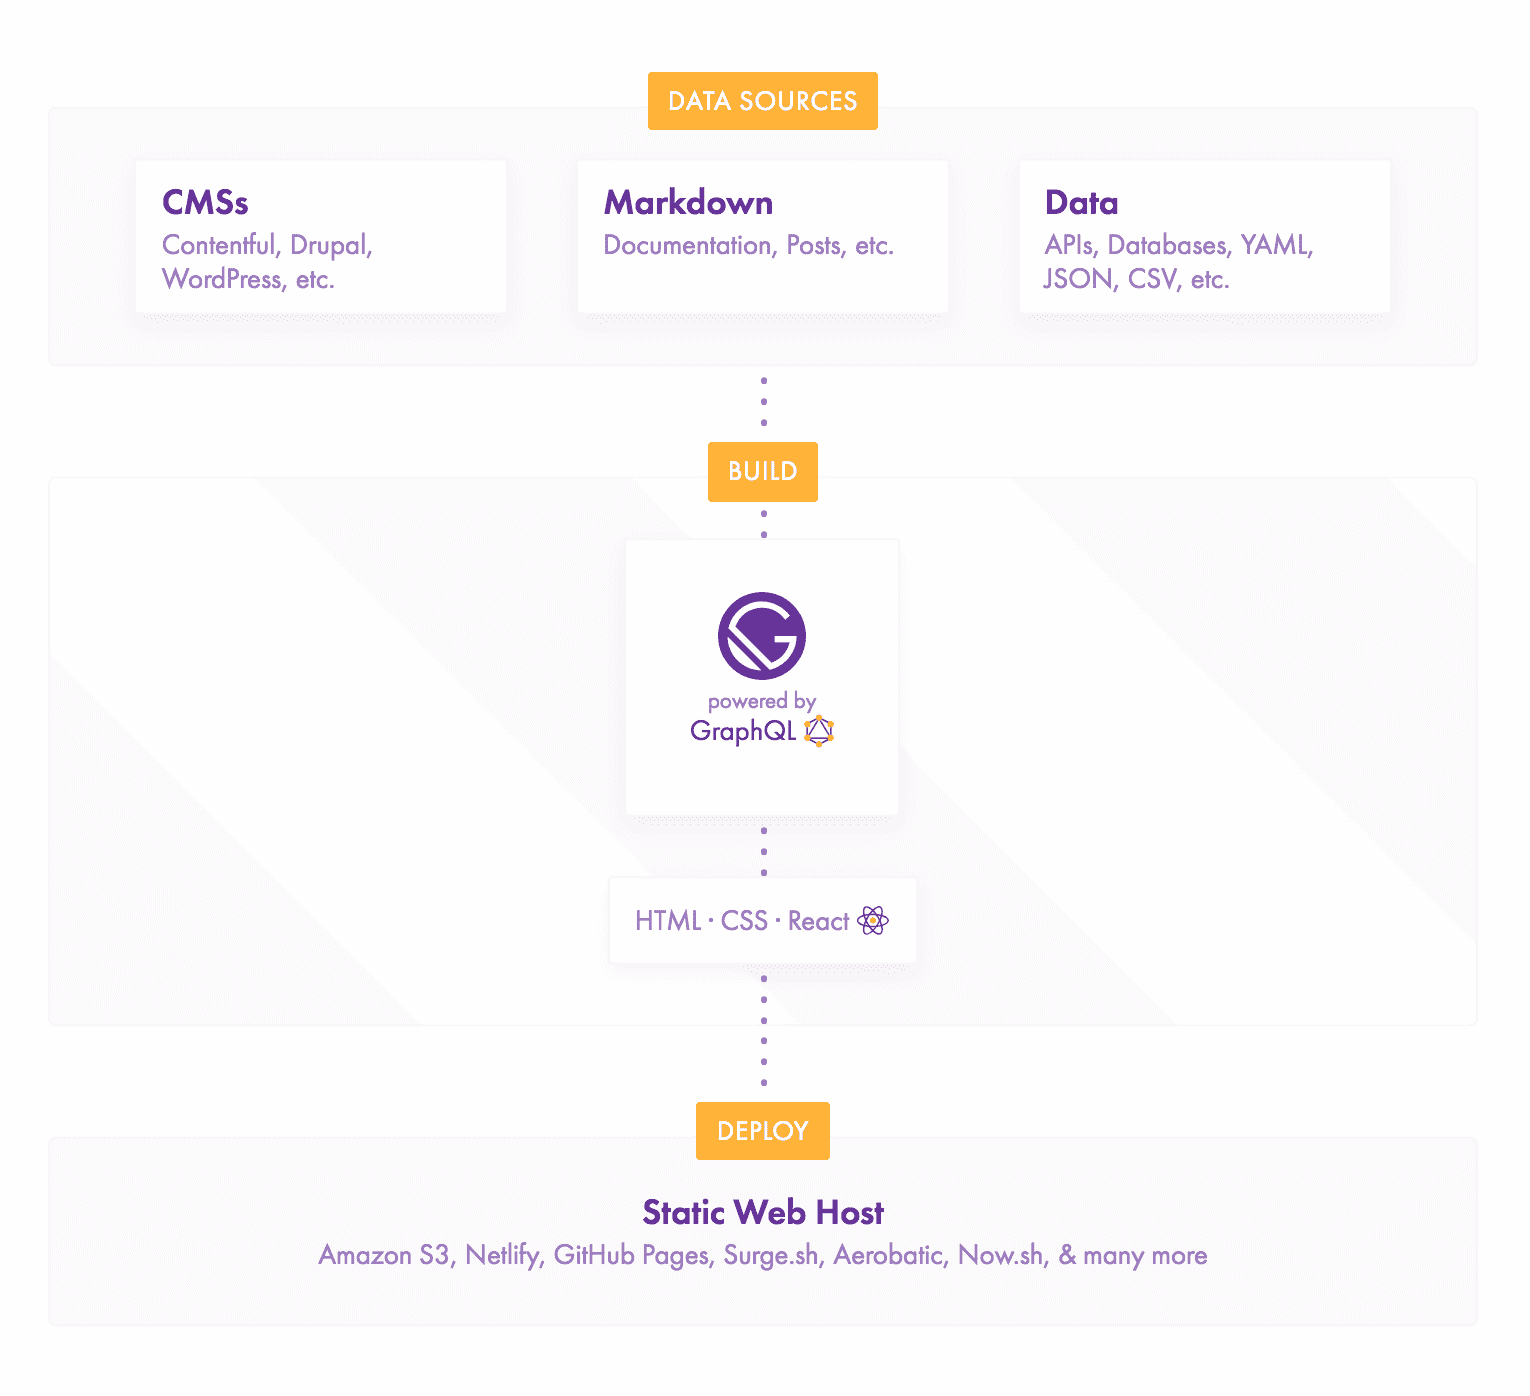 DATA SOURCES
CMSs
Contentful, Drupal,
WordPress, etc.
Markdown
Documentation, Posts, etc.
Data
APIs, Databases, YAML,
JSON, CSV, etc.
BUILD
powered by
GraphQL
HTML · CSS · React
DEPLOY
Static Web Host
Amazon S3, Netlify, GitHub Pages, Surge.sh, Aerobatic, Now.sh, & many more